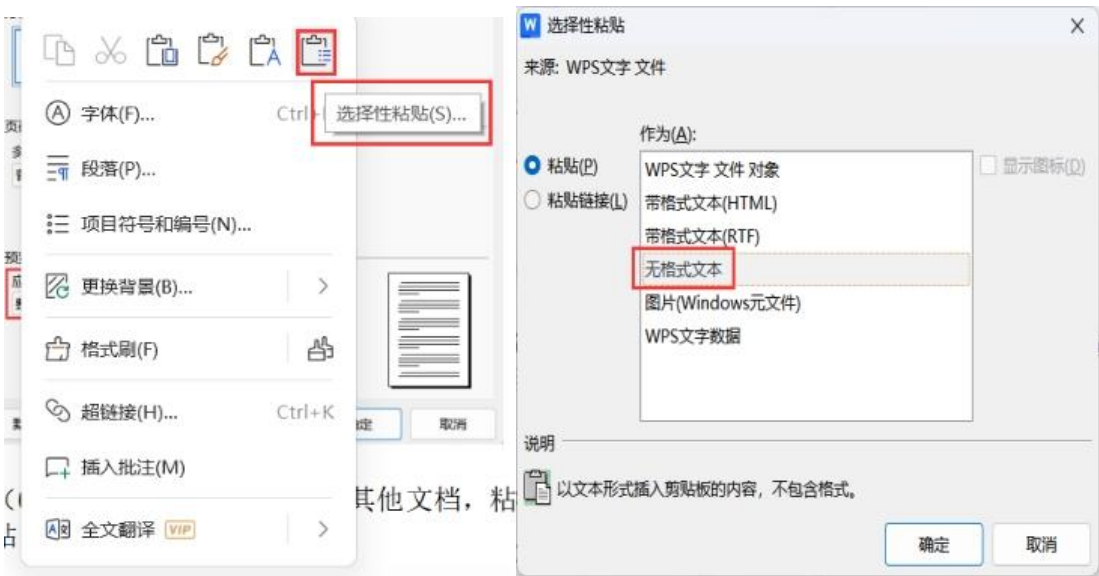 字体(F)...
选择性粘贴(S)...
段落(P)...
项目符号和编号(N)...
更换背景(B)...
格式刷(F)
超链接(H)... Ctrl+K
取消
插入批注(M)
其他文档，粘
全文翻译 VIP
选择性粘贴
来源: WPS文字 文件
作为(A):
粘贴(P)
粘贴链接(L)
WPS文字 文件 对象
带格式文本(HTML)
带格式文本(RTF)
无格式文本
图片(Windows元文件)
WPS文字数据
显示图标(D)
说明
以文本形式插入剪贴板的内容，不包含格式。
确定 取消